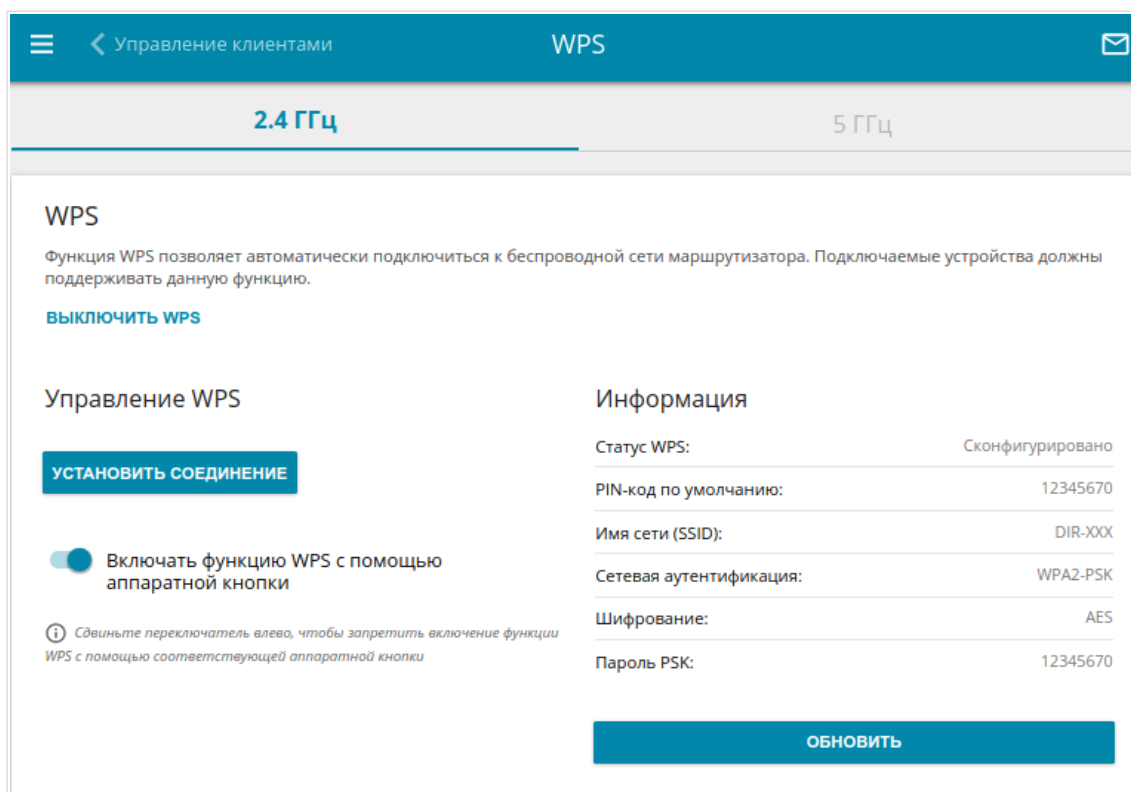 Управление клиентами
WPS
2.4 ГГц
5 ГГц
WPS
Функция WPS позволяет автоматически подключиться к беспроводной сети маршрутизатора. Подключаемые устройства должны
поддерживать данную функцию.
ВЫКЛЮЧИТЬ WPS
Управление WPS
УСТАНОВИТЬ СОЕДИНЕНИЕ
Включать функцию WPS с помощью
аппаратной кнопки
Сдвиньте переключатель влево, чтобы запретить включение функции
WPS с помощью соответствующей аппаратной кнопки
Информация
Статус WPS: Сконфигурировано
PIN-код по умолчанию: 12345670
Имя сети (SSID): DIR-XXX
Сетевая аутентификация: WPA2-PSK
Шифрование: AES
Пароль PSK: 12345670
ОБНОВИТЬ